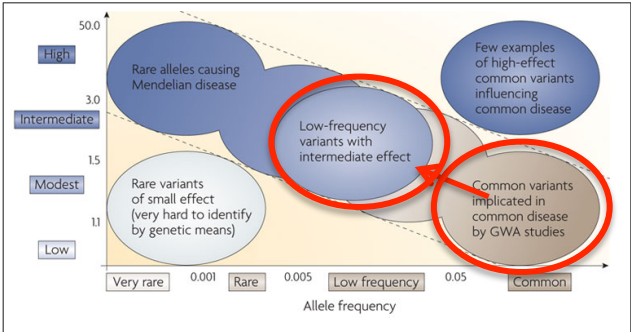 50.0
High
3.0
Intermediate
1.5
Modest
1.1
Low
Rare alleles causing
Mendelian disease
Few examples
of high-effect
common variants
influencing
common disease
Low-frequency
variants with
intermediate effect
Rare variants
of small effect
(very hard to identify
by genetic means)
Common variants
implicated in
common disease
by GWA studies
Very rare 0.001 Rare 0.005 Low frequency 0.05 Common
Allele frequency